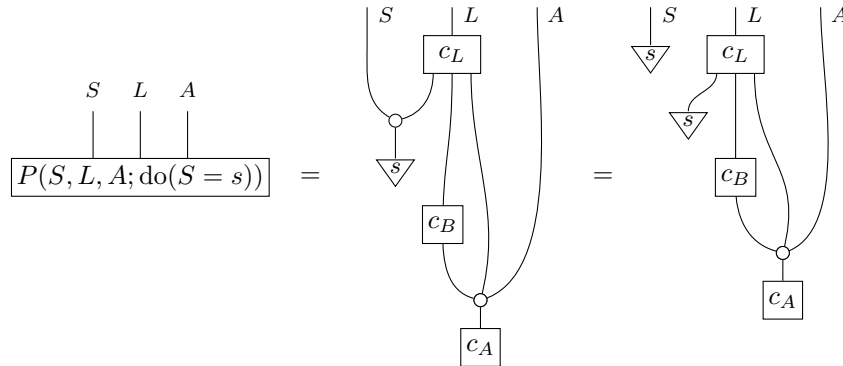 S L A
P(S, L, A; do(S = s))
=
S L A
c_L
s
c_B
c_A
=
S L A
s
c_L
s
c_B
c_A